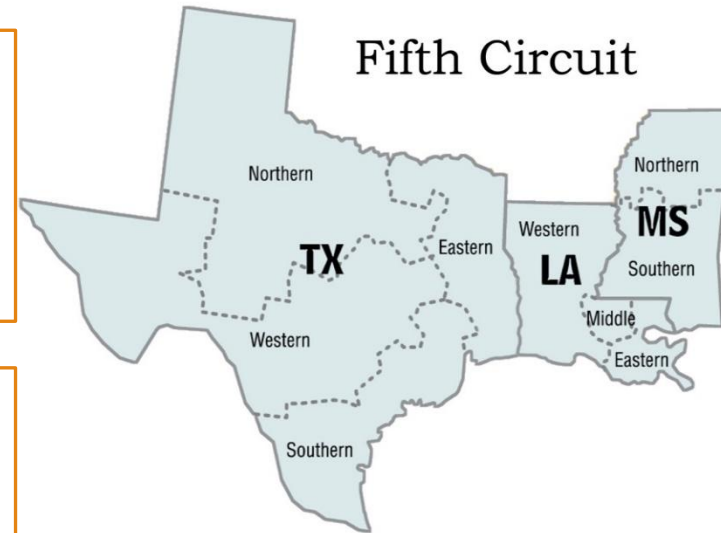 Fifth Circuit
Northern
TX
Eastern
Western
Southern
Western
LA
Middle
Eastern
Northern
MS
Southern